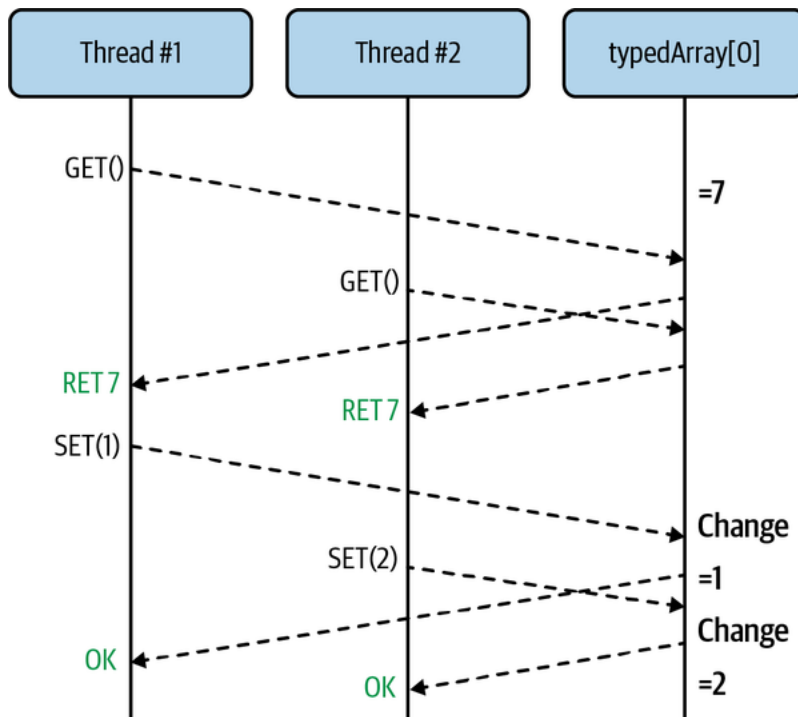 Thread #1
Thread #2
typedArray[0]
GET()
=7
GET()
RET 7
RET 7
SET(1)
Change
SET(2)
=1
Change
OK
=2
OK